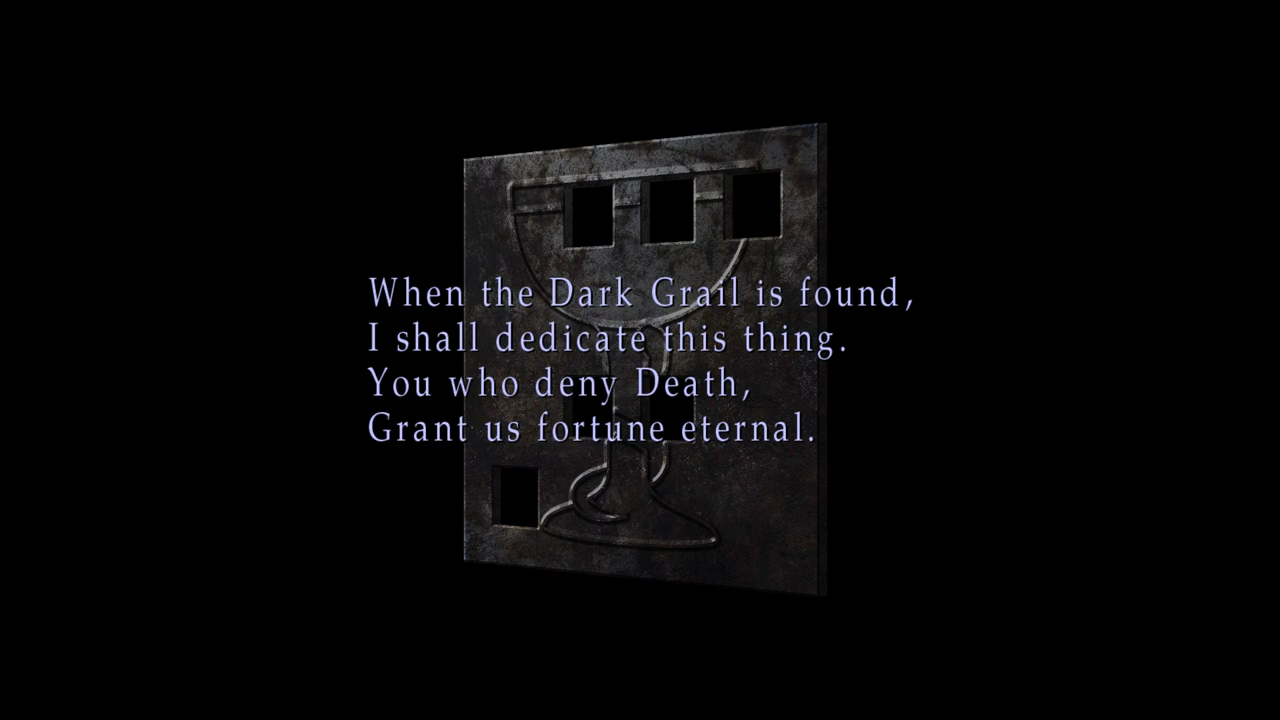 When the Dark Grail is found,
I shall dedicate this thing.
You who deny Death,
Grant us fortune eternal.